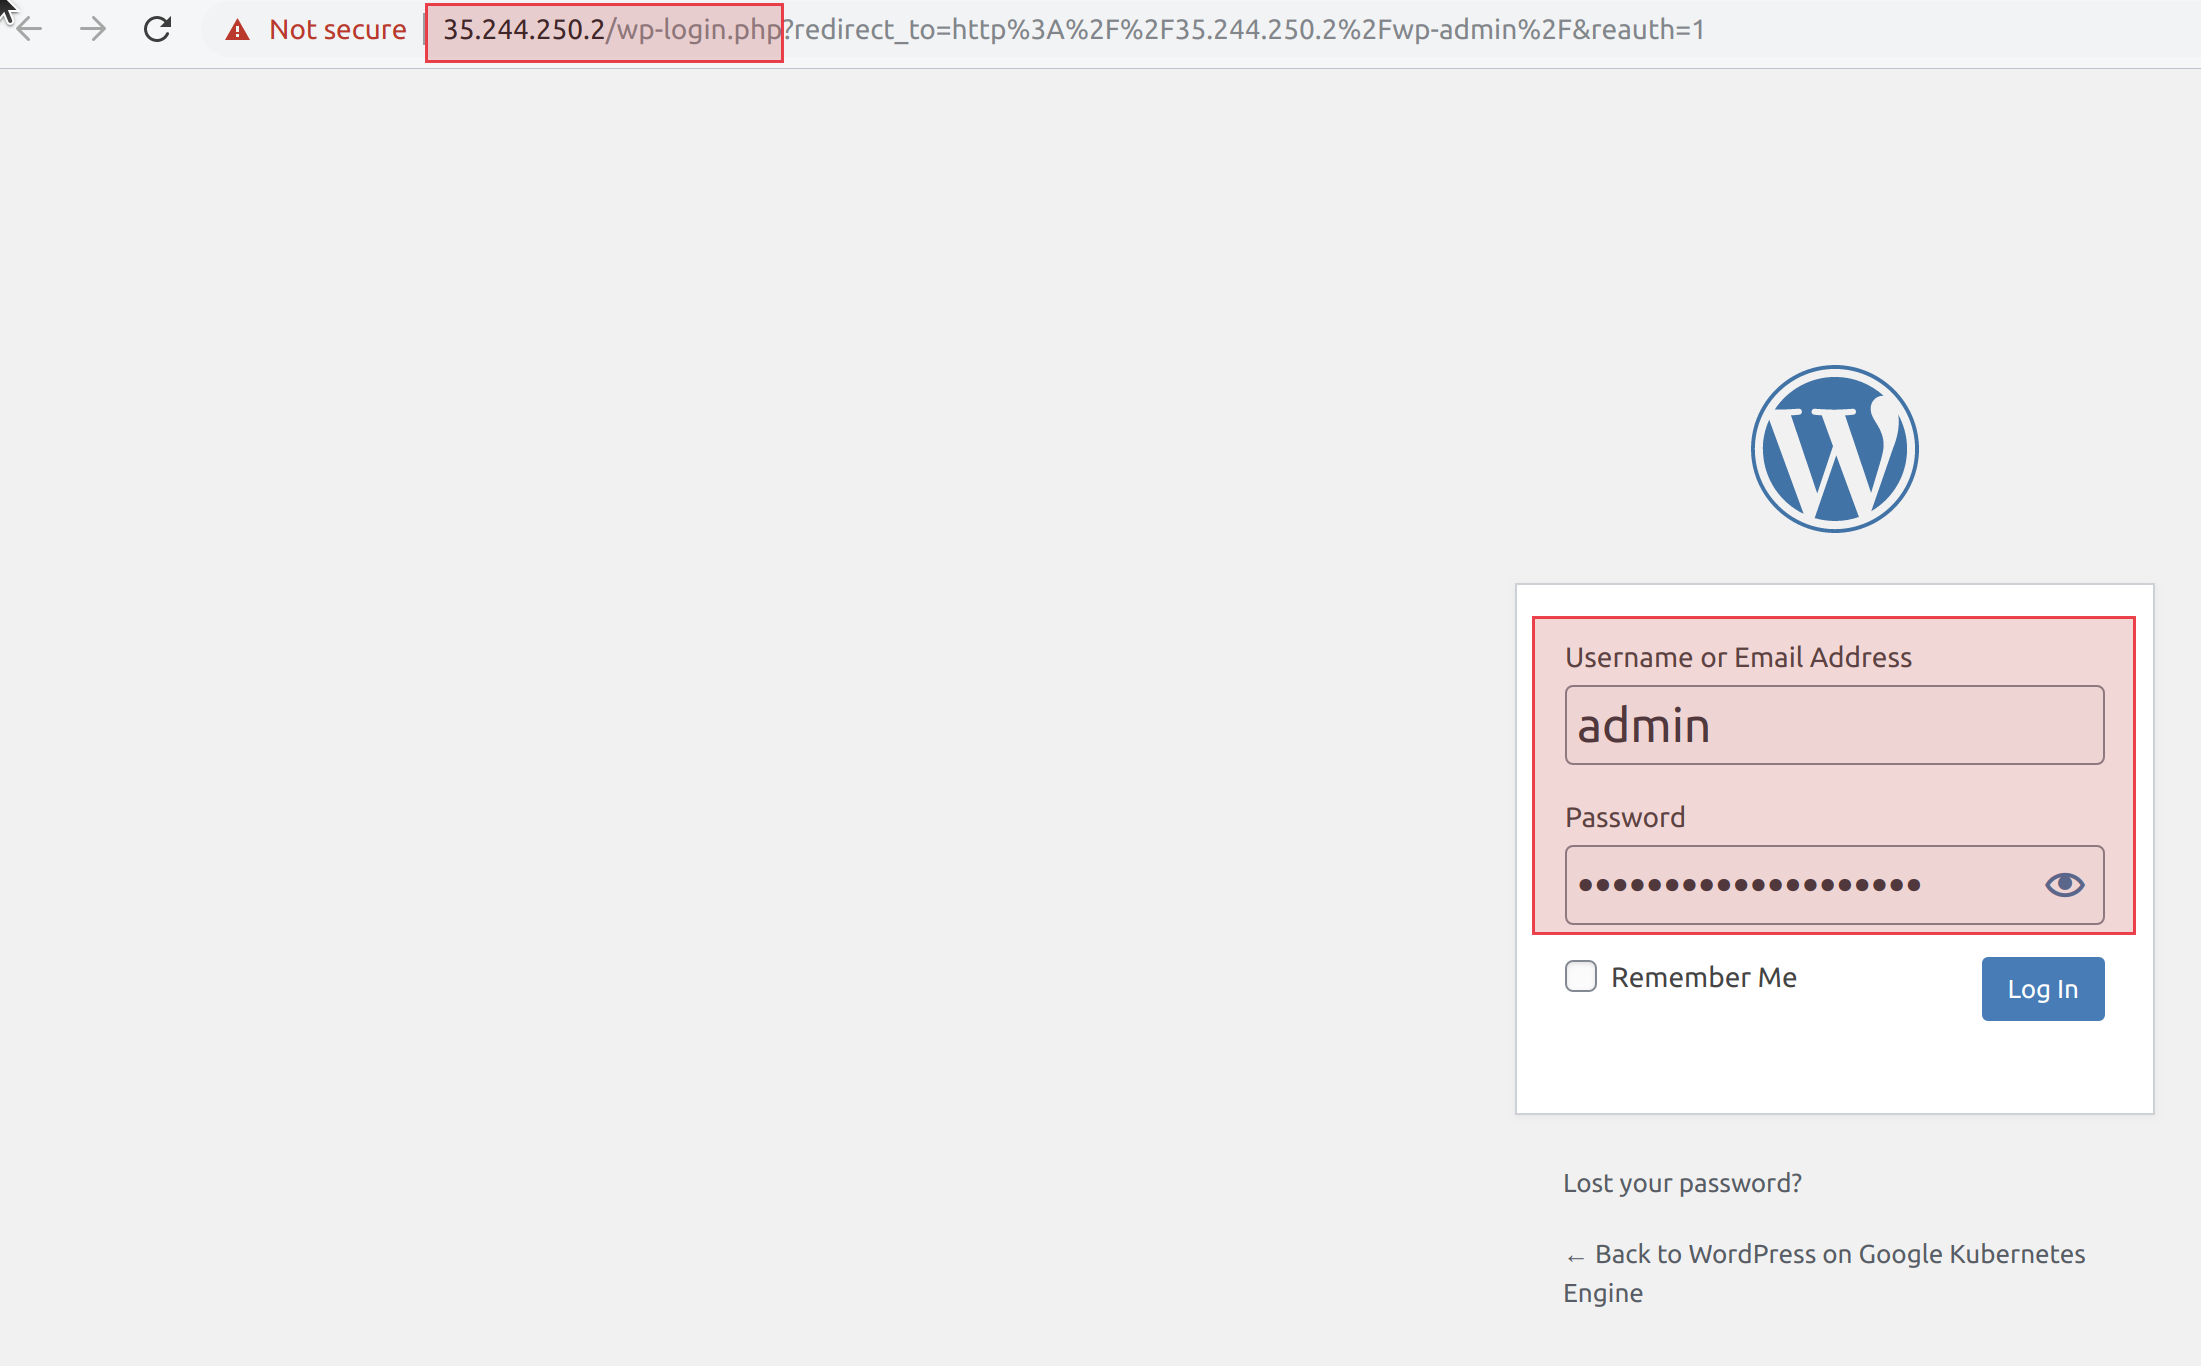 Not secure | 35.244.250.2/wp-login.php?redirect_to=http%3A%2F%2F35.244.250.2%2Fwp-admin%2F&reauth=1
Username or Email Address
admin
Password
••••••••••••••••••••
Remember Me
Log In
Lost your password?
← Back to WordPress on Google Kubernetes
Engine